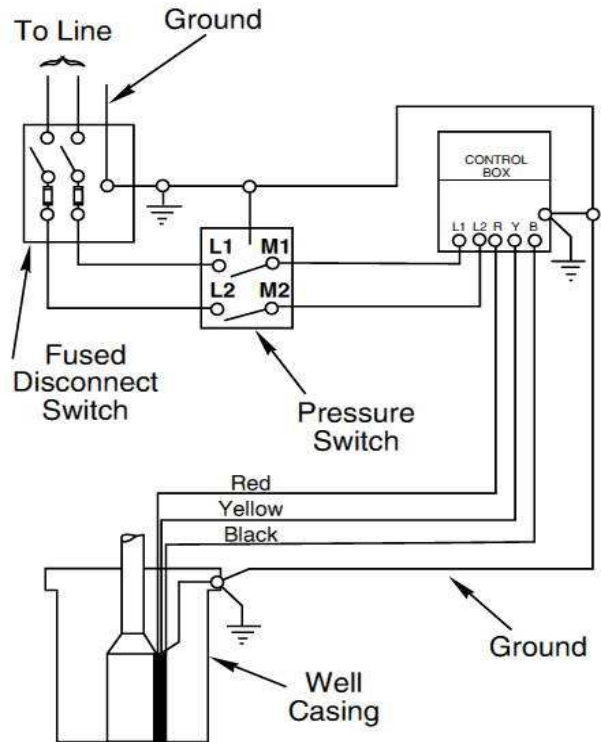 To Line
Ground
CONTROL
BOX
L1 L2 R Y B
L1 M1
L2 M2
Fused
Disconnect
Switch
Pressure
Switch
Red
Yellow
Black
Ground
Well
Casing